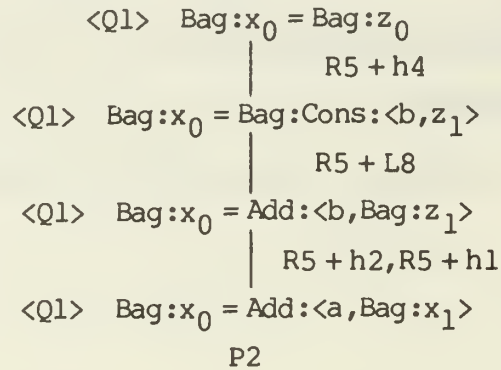 <Q1> Bag:x₀ = Bag:z₀
R5 + h4
<Q1> Bag:x₀ = Bag:Cons:<b,z₁>
R5 + L8
<Q1> Bag:x₀ = Add:<b,Bag:z₁>
R5 + h2,R5 + h1
<Q1> Bag:x₀ = Add:<a,Bag:x₁>
P2